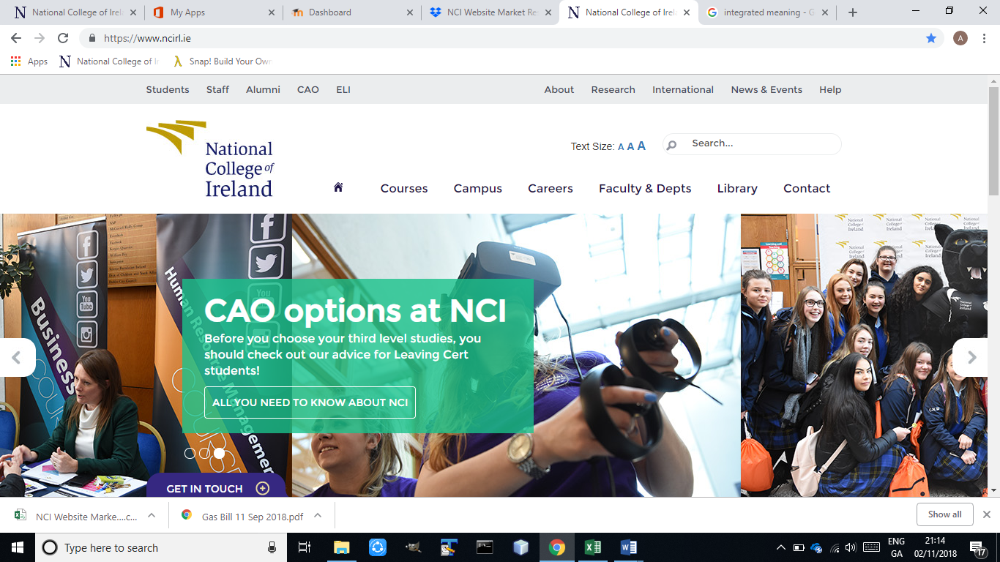 National College of Irel
My Apps
Dashboard
NCI Website Market Re
National College of Irel
integrated meaning - G
https://www.ncirl.ie
A
Apps
National College of I
Snap! Build Your Own
Students Staff Alumni CAO ELI
About Research International News & Events Help
National
College of
Ireland
Text Size: A A A
Search...
Courses Campus Careers Faculty & Depts Library Contact
Business
You
Tube
Human Resource Management
You
CAO options at NCI
Before you choose your third level studies, you
should check out our advice for Leaving Cert
students!
ALL YOU NEED TO KNOW ABOUT NCI
National
College of
Ireland
GET IN TOUCH
NCI Website Marke....c...
Gas Bill 11 Sep 2018.pdf
Show all
Type here to search
ENG
GA
21:14
02/11/2018
17